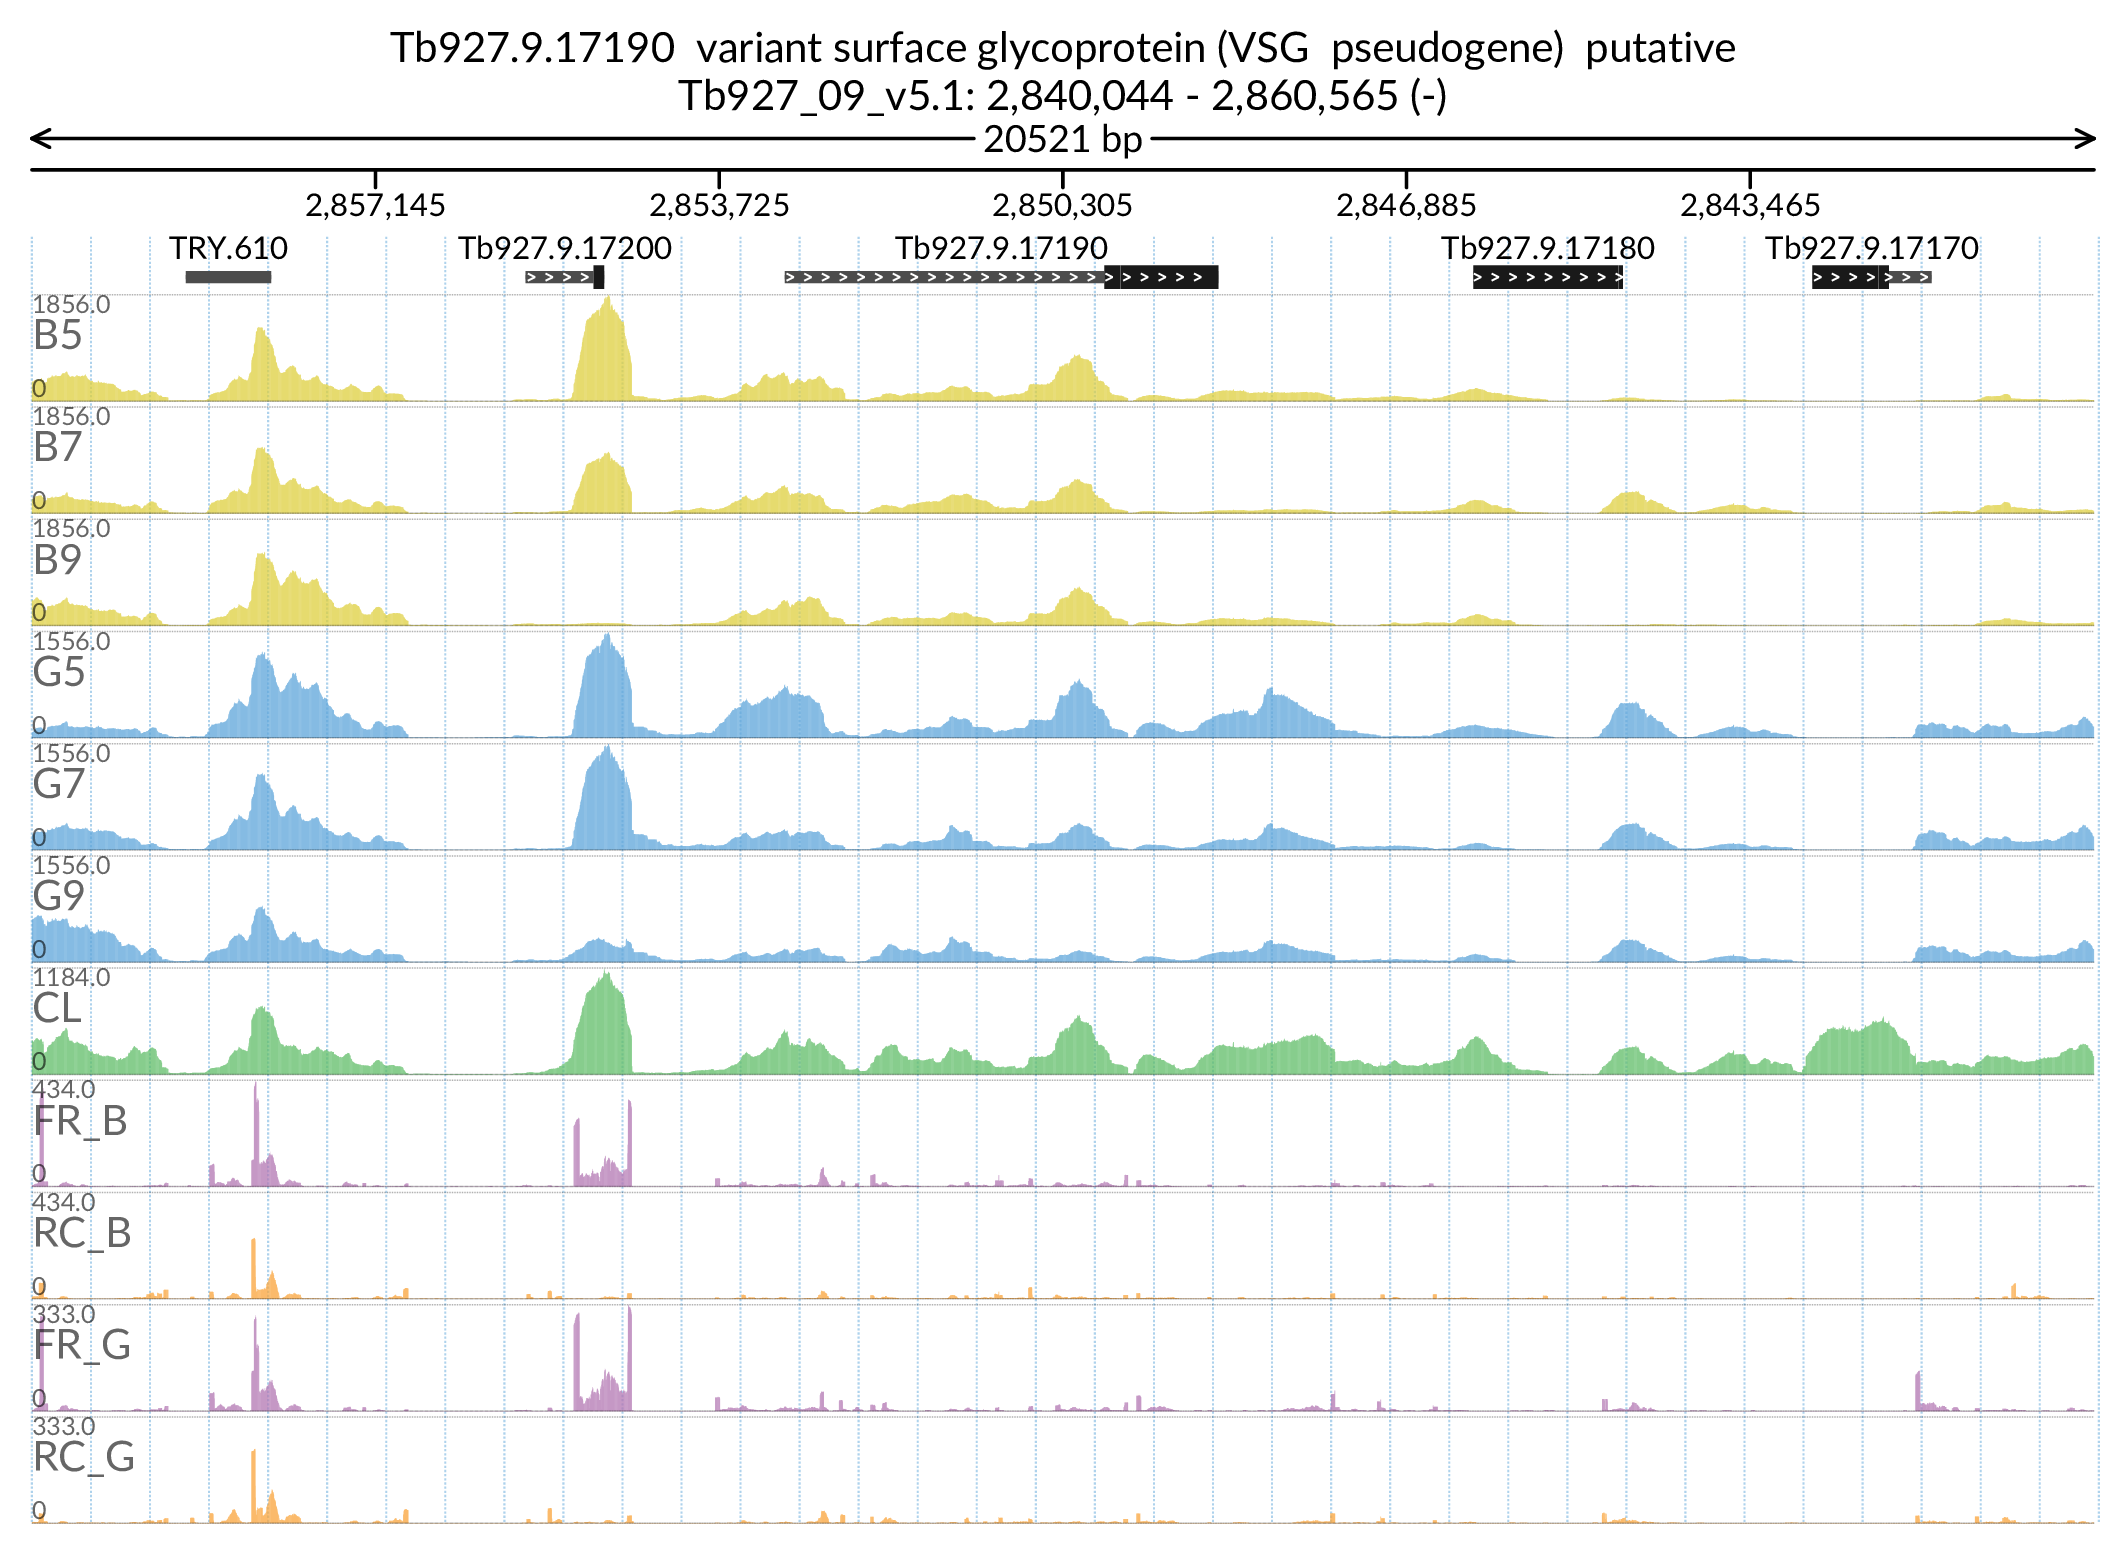 Tb927.9.17190 variant surface glycoprotein (VSG pseudogene) putative
Tb927_09_v5.1: 2,840,044 - 2,860,565 (-)
20521 bp
2,857,145 2,853,725 2,850,305 2,846,885 2,843,465
TRY.610 Tb927.9.17200 Tb927.9.17190 Tb927.9.17180 Tb927.9.17170
1856.0
B5
0
1856.0
B7
0
1856.0
B9
0
1556.0
G5
0
1556.0
G7
0
1556.0
G9
0
1184.0
CL
0
434.0
FR_B
0
434.0
RC_B
0
333.0
FR_G
0
333.0
RC_G
0